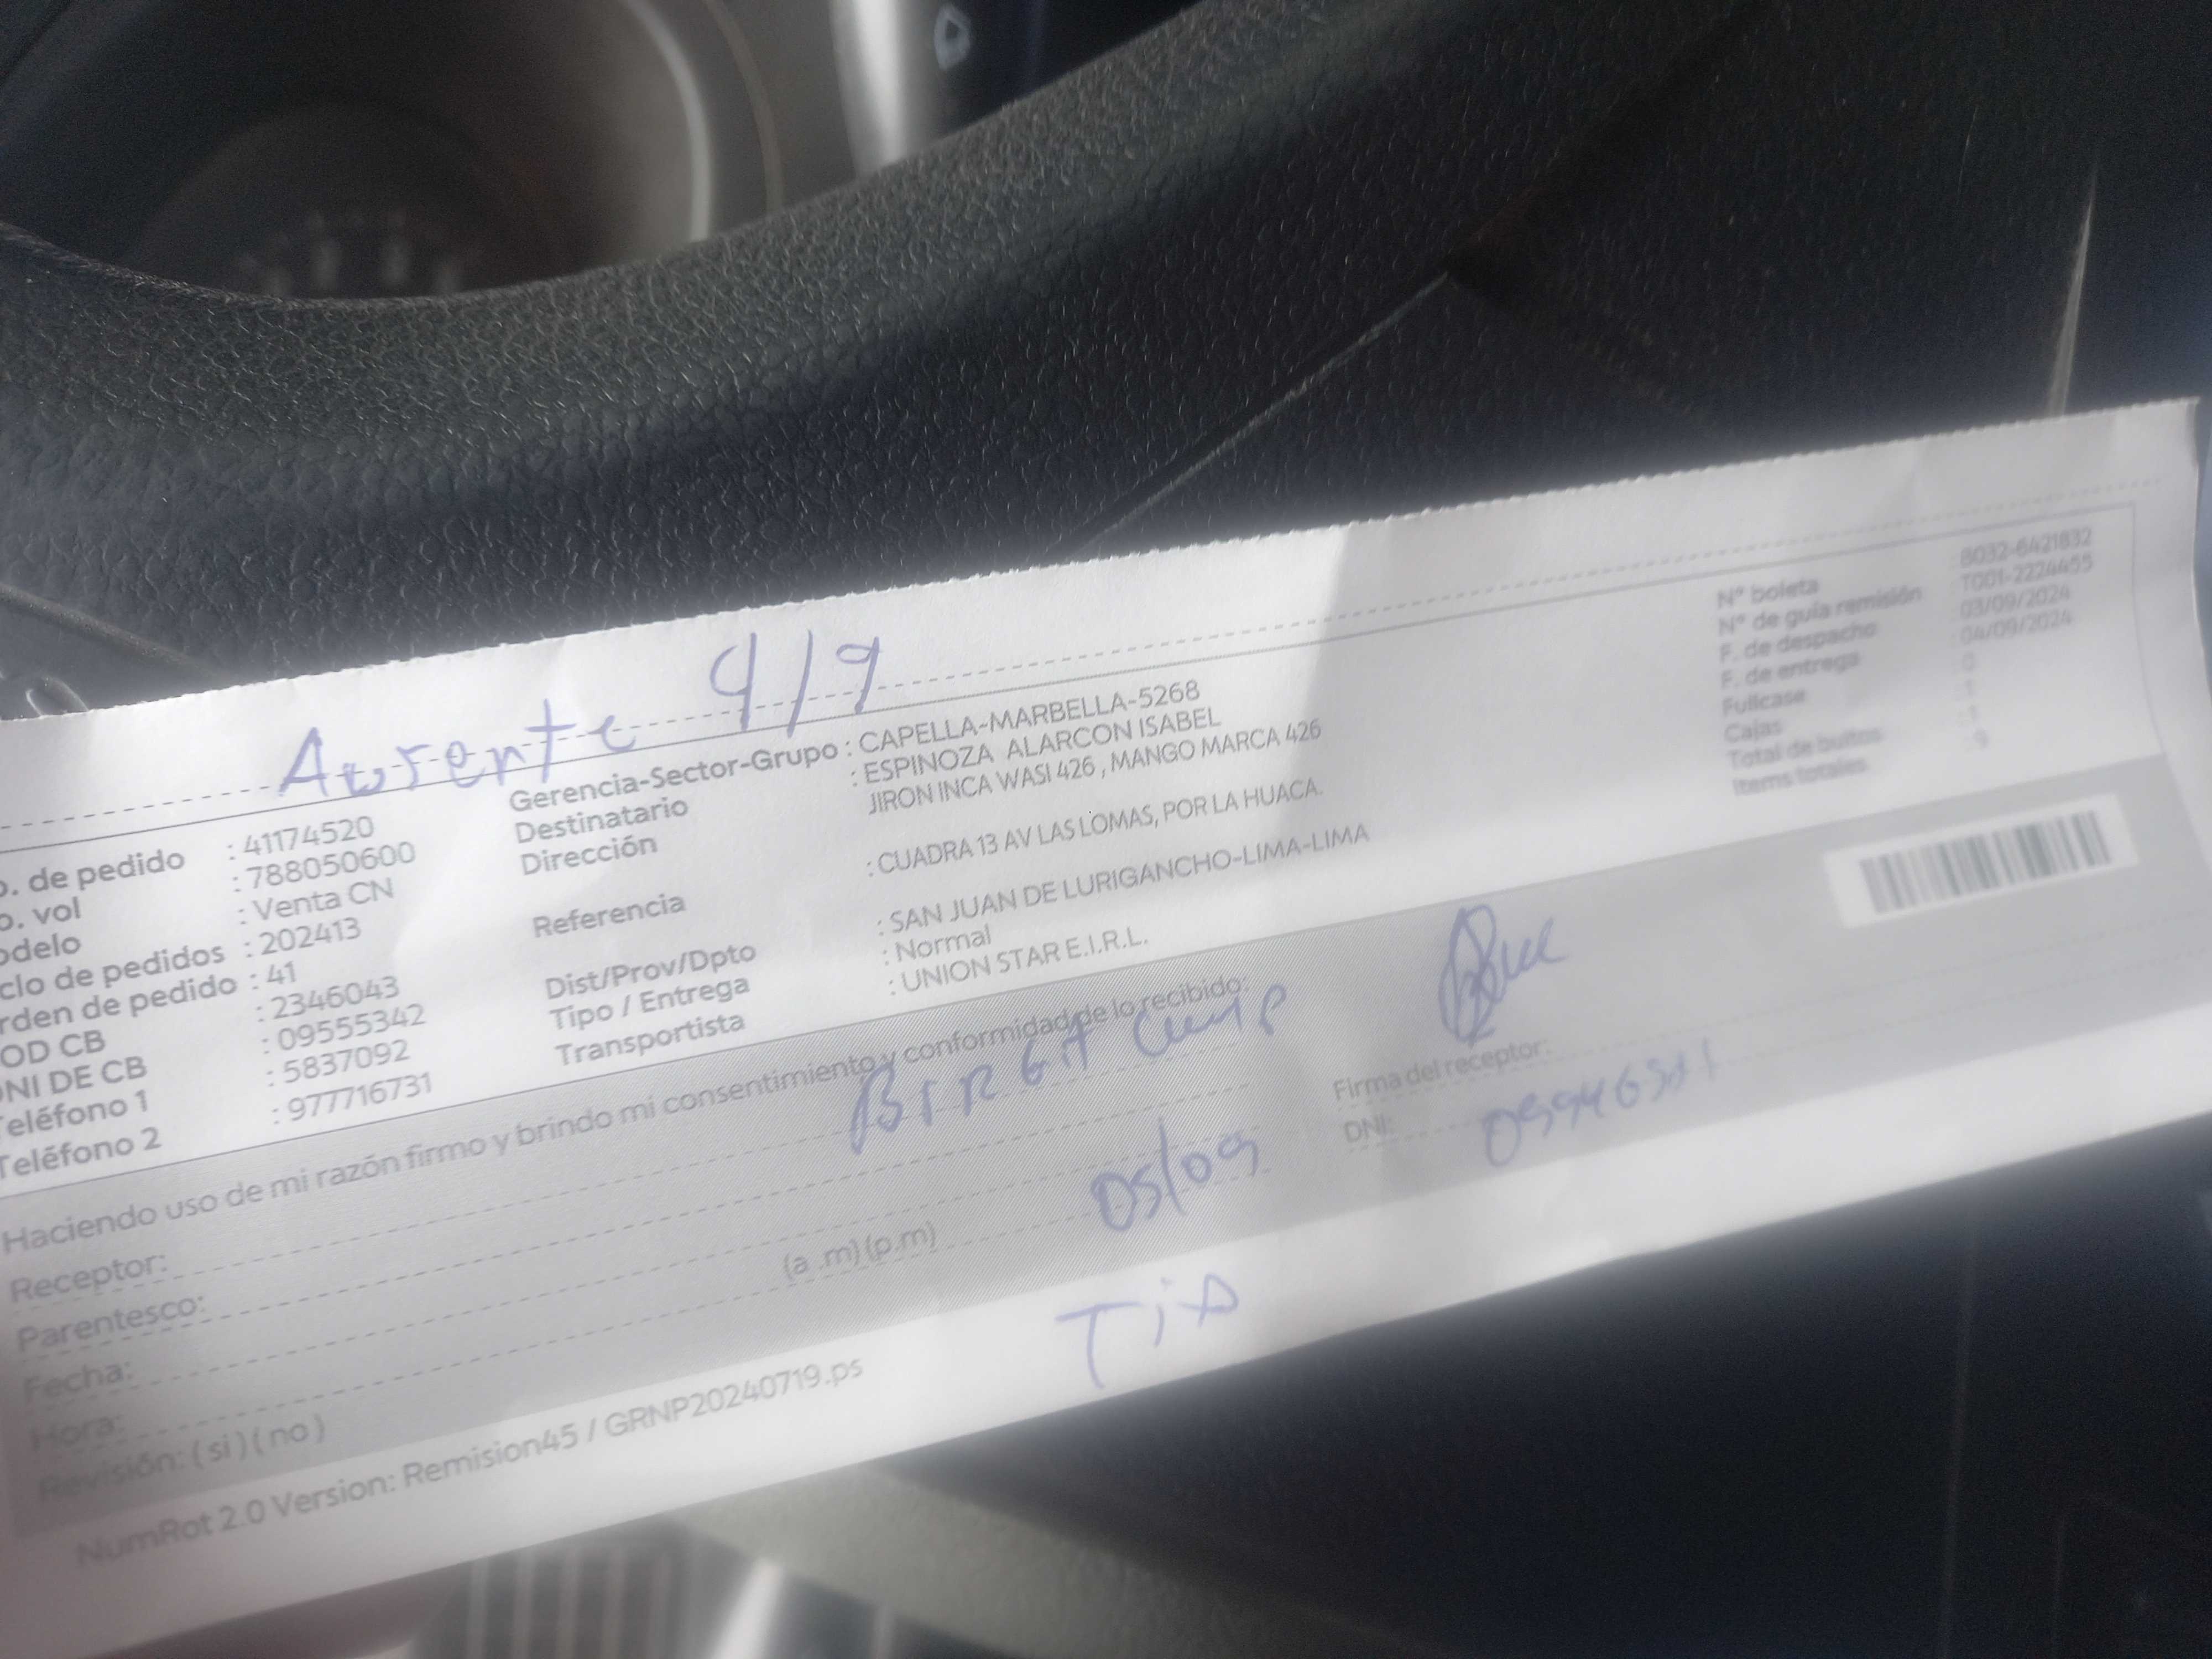 Ausente 4/9
o. de pedido : 41174520
o. vol : 788050600
odelo : Venta CN
clo de pedidos : 202413
rden de pedido : 41
OD CB : 2346043
NI DE CB : 09555342
Teléfono 1 : 5837092
Teléfono 2 : 977716731
Gerencia-Sector-Grupo : CAPELLA-MARBELLA-5268
Destinatario : ESPINOZA ALARCON ISABEL
Dirección JIRON INCA WASI 426 , MANGO MARCA 426
Referencia : CUADRA 13 AV LAS LOMAS, POR LA HUACA.
Dist/Prov/Dpto : SAN JUAN DE LURIGANCHO-LIMA-LIMA
Tipo / Entrega : Normal
Transportista : UNION STAR E.I.R.L.
N° boleta : B032-6421832
N° de guía remisión T001-2224455
F. de despacho : 03/09/2024
F. de entrega : 04/09/2024
Fullcase : 0
Cajas : 1
Total de bultos : 1
Items totales : 9
Haciendo uso de mi razón firmo y brindo mi consentimiento y conformidad de lo recibido:
Receptor:
Parentesco:
Fecha: 05/09
Hora: (a .m) (p.m)
Revisión: ( si ) ( no )
Tia
Firma del receptor:
DNI:
NumRot 2.0 Version: Remision45 / GRNP20240719.ps